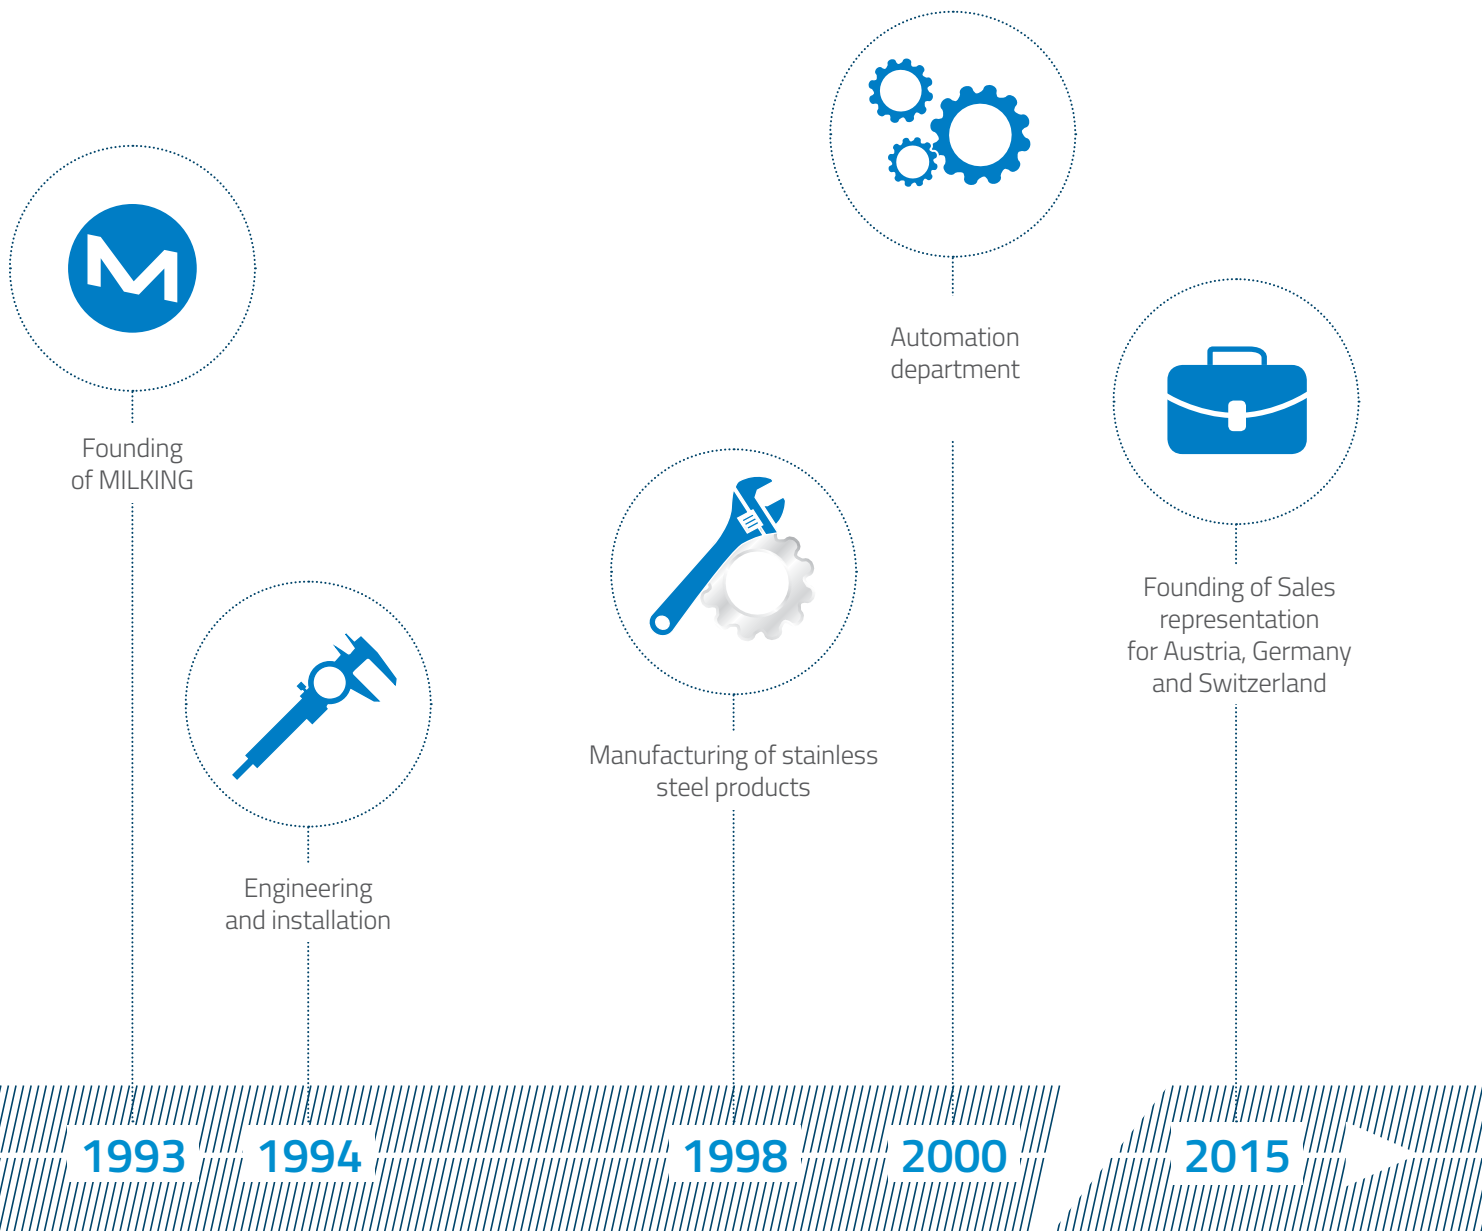 M
Founding
of MILKING
Engineering
and installation
Manufacturing of stainless
steel products
Automation
department
Founding of Sales
representation
for Austria, Germany
and Switzerland
1993
1994
1998
2000
2015